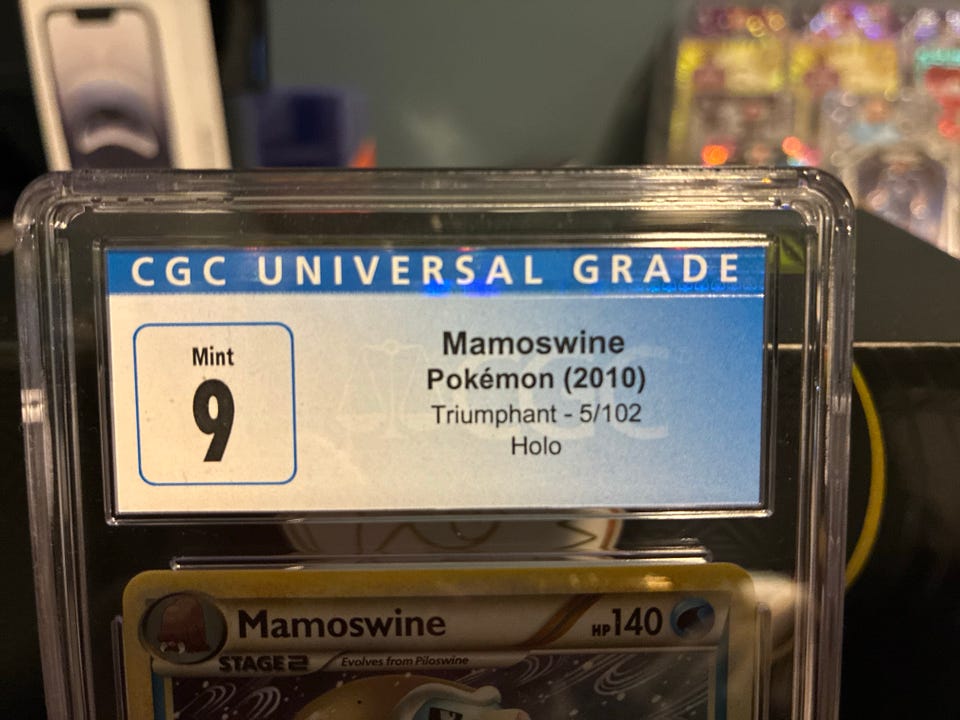 CGC UNIVERSAL GRADE
Mint
9
Mamoswine
Pokémon (2010)
Triumphant - 5/102
Holo
CGC
Mamoswine
HP140
STAGE 2
Evolves from Piloswine